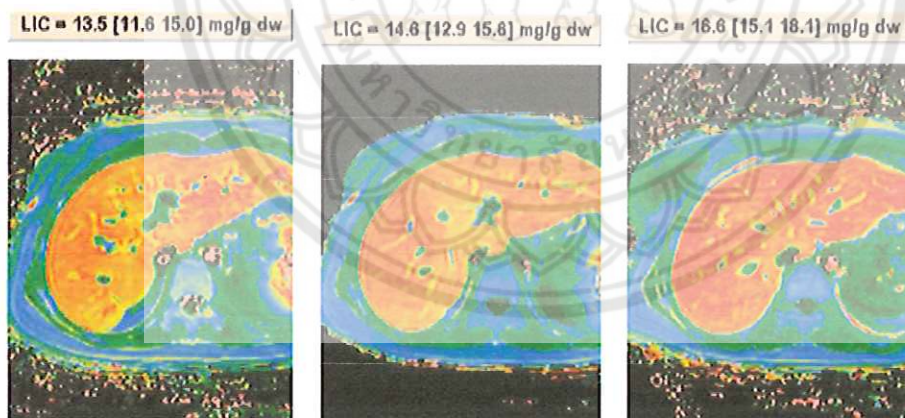 LIC = 13.5 [11.6 15.0] mg/g dw
LIC = 14.6 [12.9 15.6] mg/g dw
LIC = 16.6 [15.1 18.1] mg/g dw